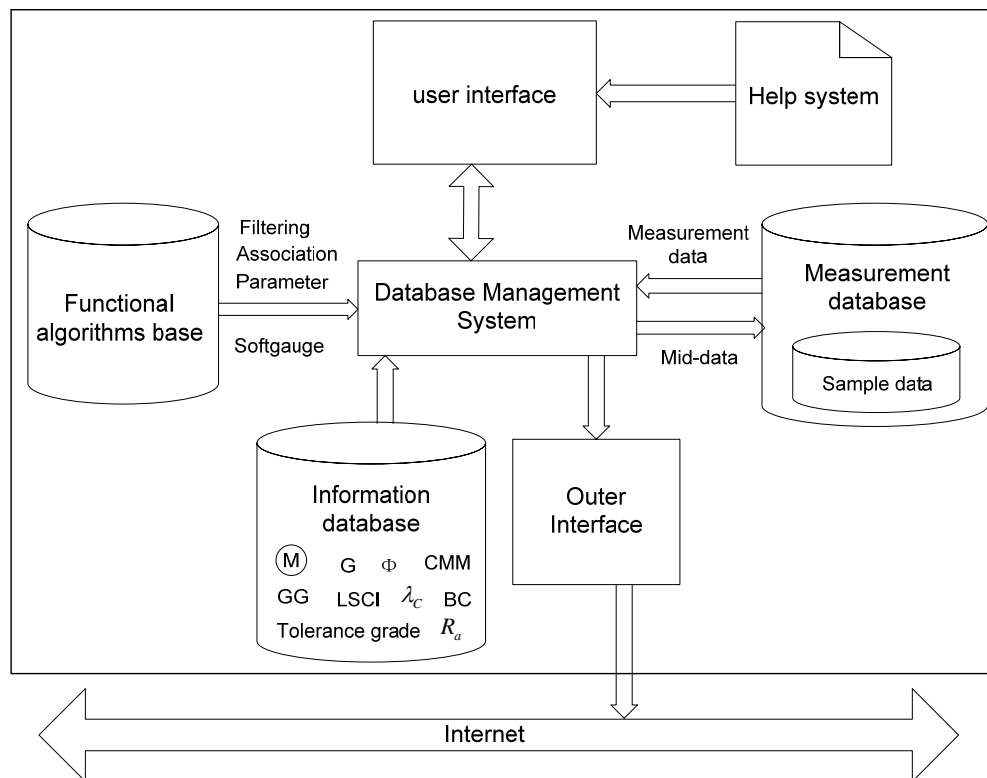 user interface
Help system
Filtering
Association
Parameter
Softgauge
Functional
algorithms base
Database Management
System
Measurement
data
Mid-data
Measurement
database
Sample data
Information
database
M G Φ CMM
GG LSCI λC BC
Tolerance grade Ra
Outer
Interface
Internet